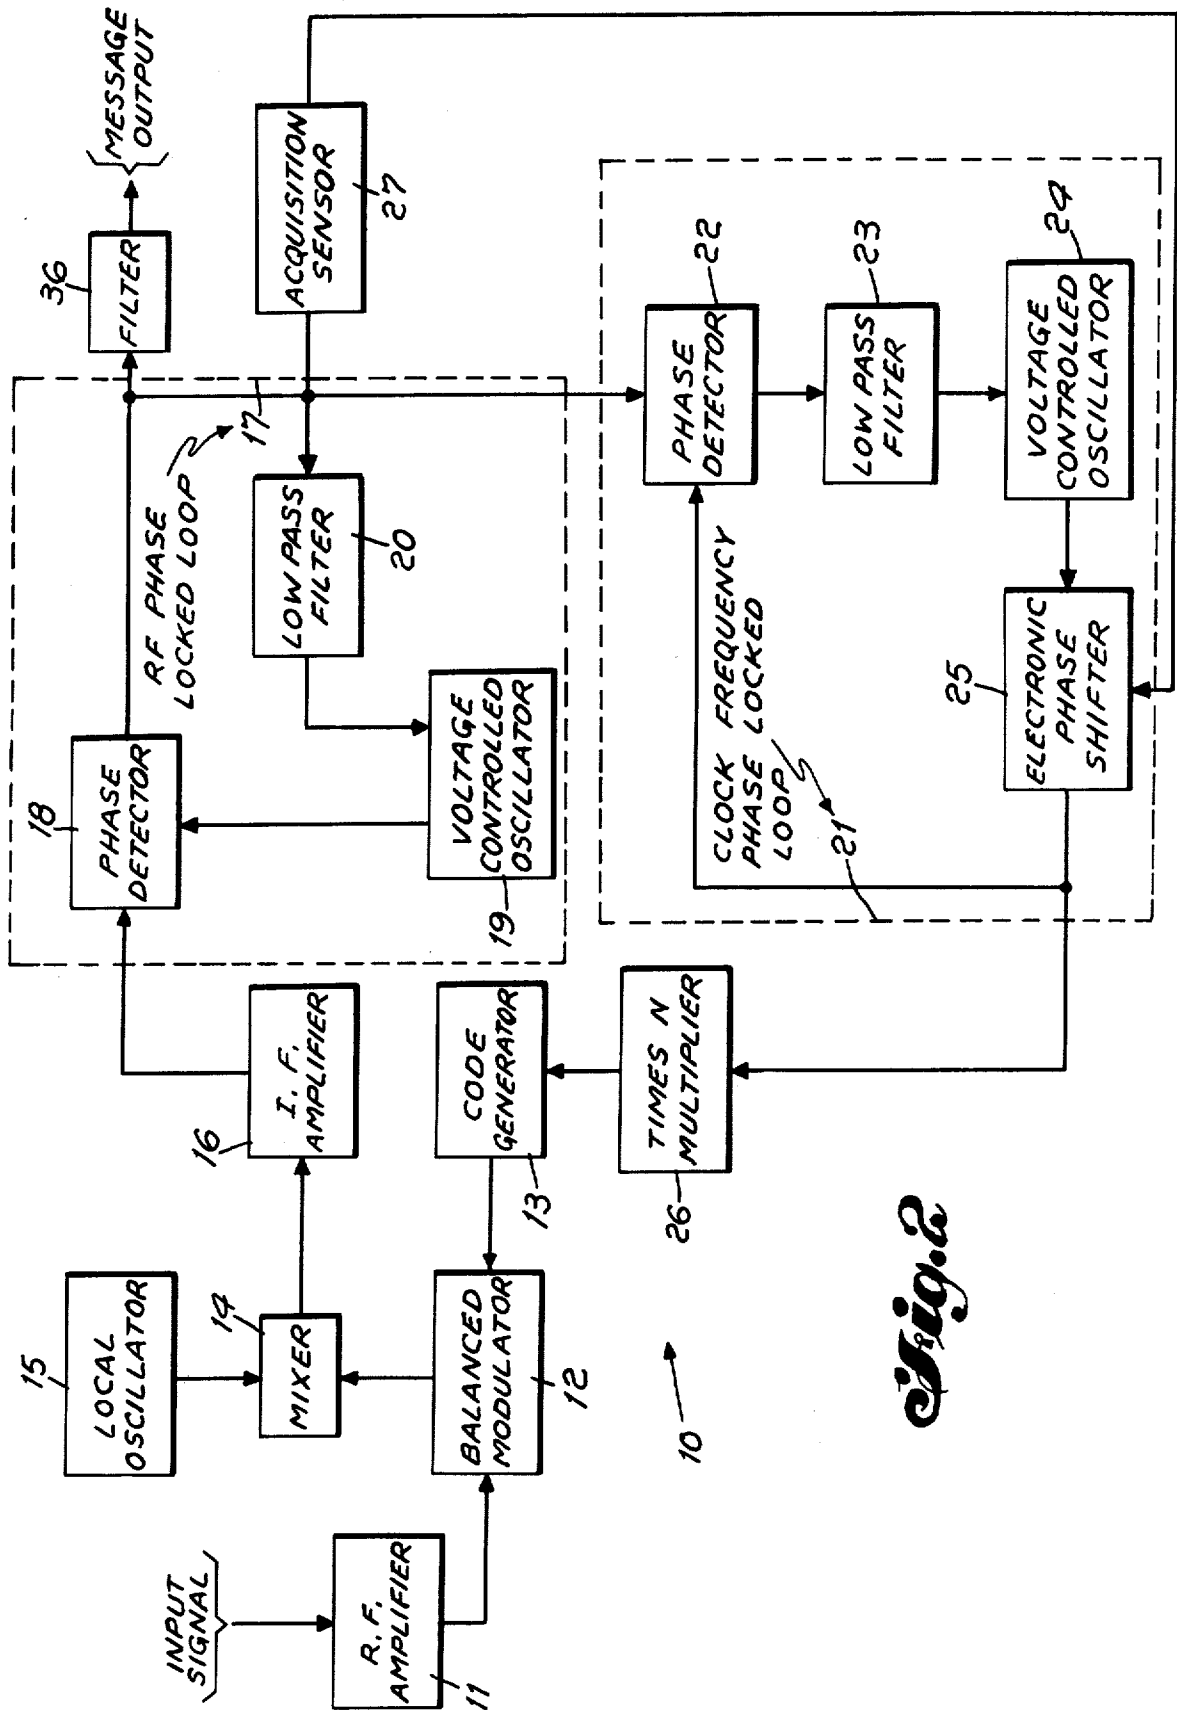 INPUT
SIGNAL
R.F.
AMPLIFIER
11
15
LOCAL
OSCILLATOR
14
MIXER
BALANCED
MODULATOR
12
16
I.F.
AMPLIFIER
CODE
GENERATOR
13
TIMES N
MULTIPLIER
26
10
18
PHASE
DETECTOR
RF PHASE
LOCKED LOOP
17
LOW PASS
FILTER
20
VOLTAGE
CONTROLLED
OSCILLATOR
19
36
FILTER
MESSAGE
OUTPUT
ACQUISITION
SENSOR
27
CLOCK FREQUENCY
PHASE LOCKED
LOOP
21
PHASE
DETECTOR
22
LOW PASS
FILTER
23
VOLTAGE
CONTROLLED
OSCILLATOR
24
25
ELECTRONIC
PHASE
SHIFTER
Fig.2